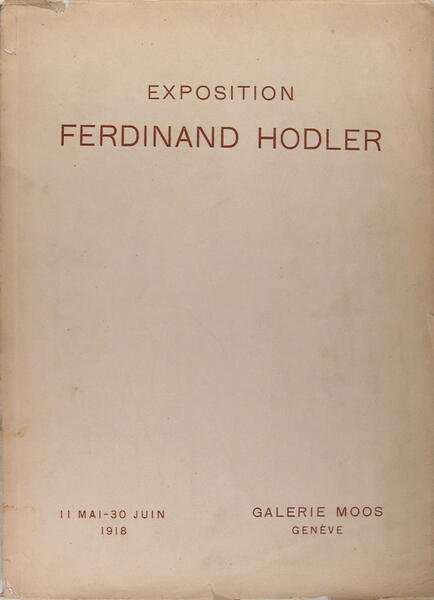 EXPOSITION
FERDINAND HODLER
11 MAI-30 JUIN
1918
GALERIE MOOS
GENÈVE